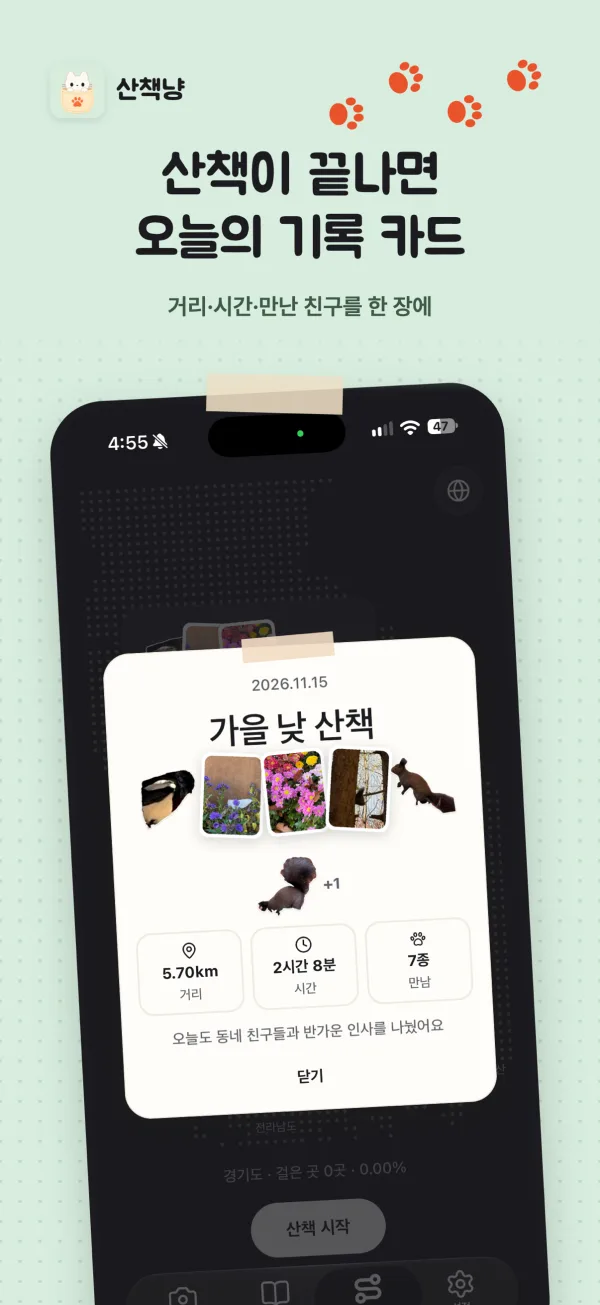 산책냥
산책이 끝나면
오늘의 기록 카드
거리·시간·만난 친구를 한 장에
4:55
47
2026.11.15
가을 낮 산책
+1
5.70km
거리
2시간 8분
시간
7종
만남
오늘도 동네 친구들과 반가운 인사를 나눴어요
닫기
전라남도
경기도 · 걸은 곳 0곳 · 0.00%
산책 시작